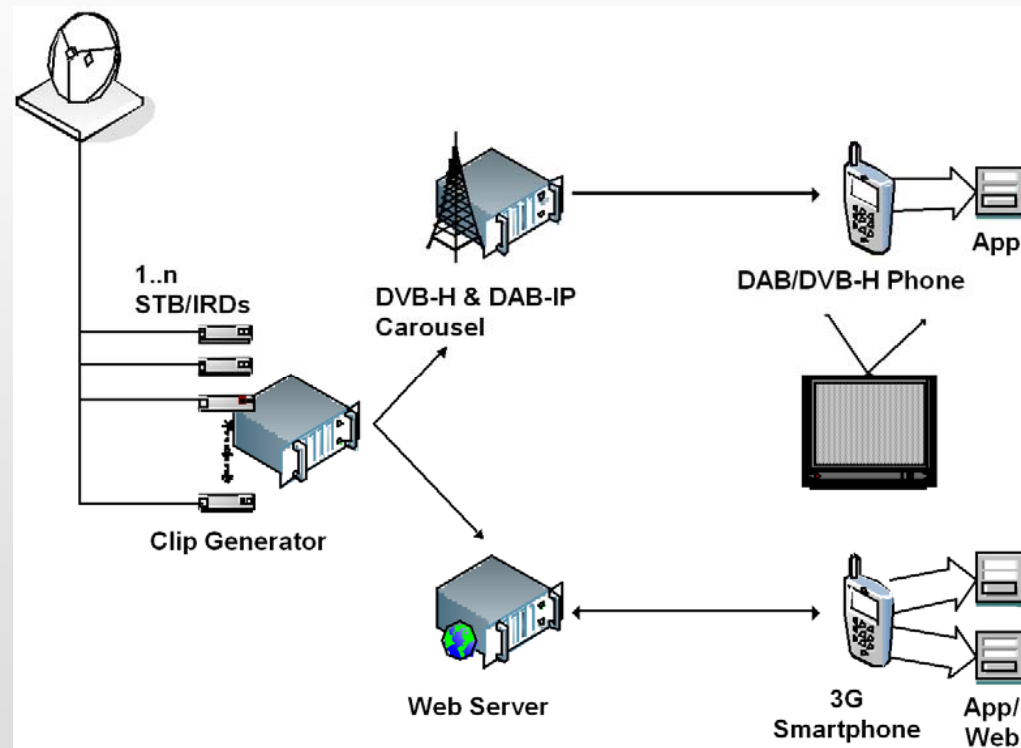 1..n
STB/IRDs
Clip Generator
DVB-H & DAB-IP
Carousel
DAB/DVB-H Phone
App
Web Server
3G
Smartphone
App/
Web